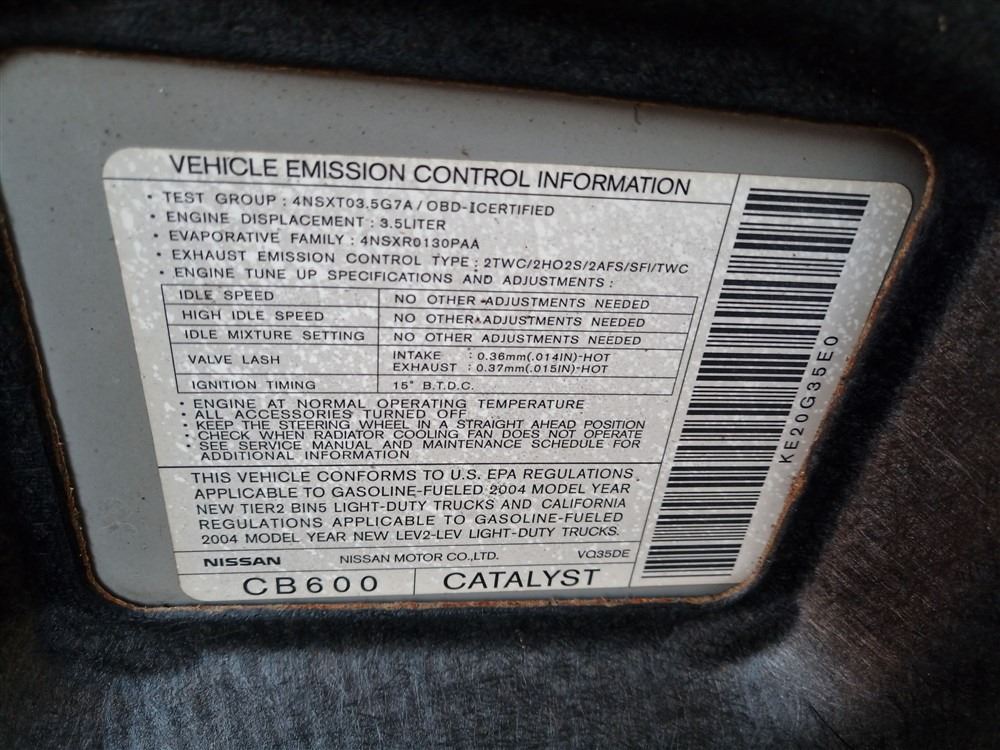 VEHICLE EMISSION CONTROL INFORMATION
• TEST GROUP : 4NSXT03.5G7A / OBD-ⅠCERTIFIED
• ENGINE DISPLACEMENT : 3.5LITER
• EVAPORATIVE FAMILY : 4NSXR0130PAA
• EXHAUST EMISSION CONTROL TYPE : 2TWC/2HO2S/2AFS/SFI/TWC
• ENGINE TUNE UP SPECIFICATIONS AND ADJUSTMENTS :
IDLE SPEED NO OTHER ADJUSTMENTS NEEDED
HIGH IDLE SPEED NO OTHER ADJUSTMENTS NEEDED
IDLE MIXTURE SETTING NO OTHER ADJUSTMENTS NEEDED
VALVE LASH INTAKE : 0.36mm(.014IN)-HOT
EXHAUST : 0.37mm(.015IN)-HOT
IGNITION TIMING 15° B.T.D.C.
• ENGINE AT NORMAL OPERATING TEMPERATURE
• ALL ACCESSORIES TURNED OFF
• KEEP THE STEERING WHEEL IN A STRAIGHT AHEAD POSITION
• CHECK WHEN RADIATOR COOLING FAN DOES NOT OPERATE
• SEE SERVICE MANUAL AND MAINTENANCE SCHEDULE FOR
ADDITIONAL INFORMATION
THIS VEHICLE CONFORMS TO U.S. EPA REGULATIONS
APPLICABLE TO GASOLINE-FUELED 2004 MODEL YEAR
NEW TIER2 BIN5 LIGHT-DUTY TRUCKS AND CALIFORNIA
REGULATIONS APPLICABLE TO GASOLINE-FUELED
2004 MODEL YEAR NEW LEV2-LEV LIGHT-DUTY TRUCKS.
NISSAN NISSAN MOTOR CO.,LTD. VQ35DE
CB600 CATALYST
KE20G35E0